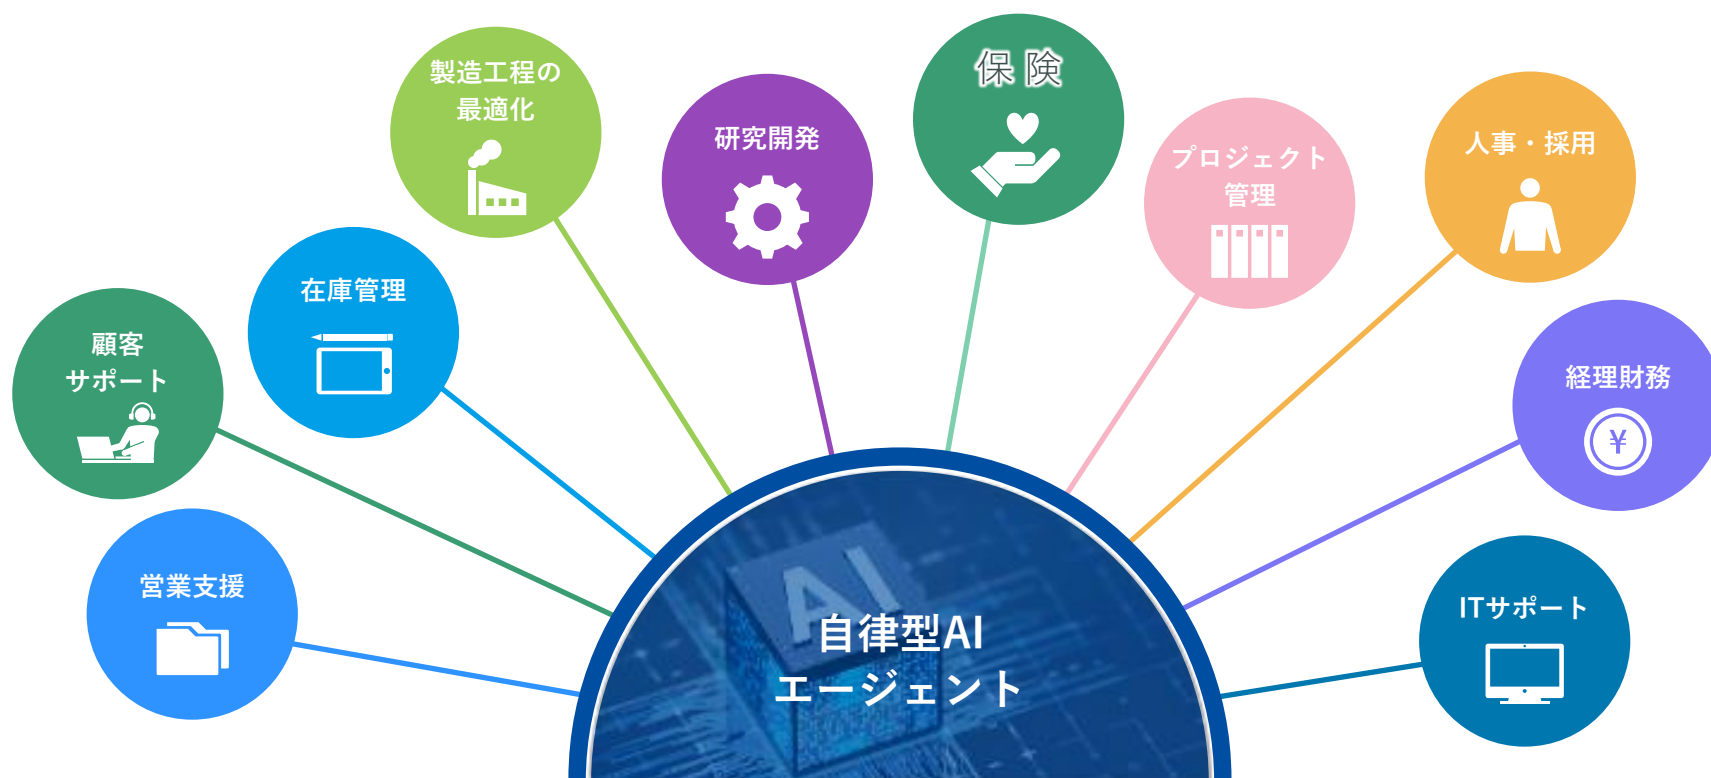 保 険
製造工程の
最適化
研究開発
人事・採用
プロジェクト
管理
在庫管理
顧客
サポート
経理財務
¥
営業支援
ITサポート
AI
自律型AI
エージェント